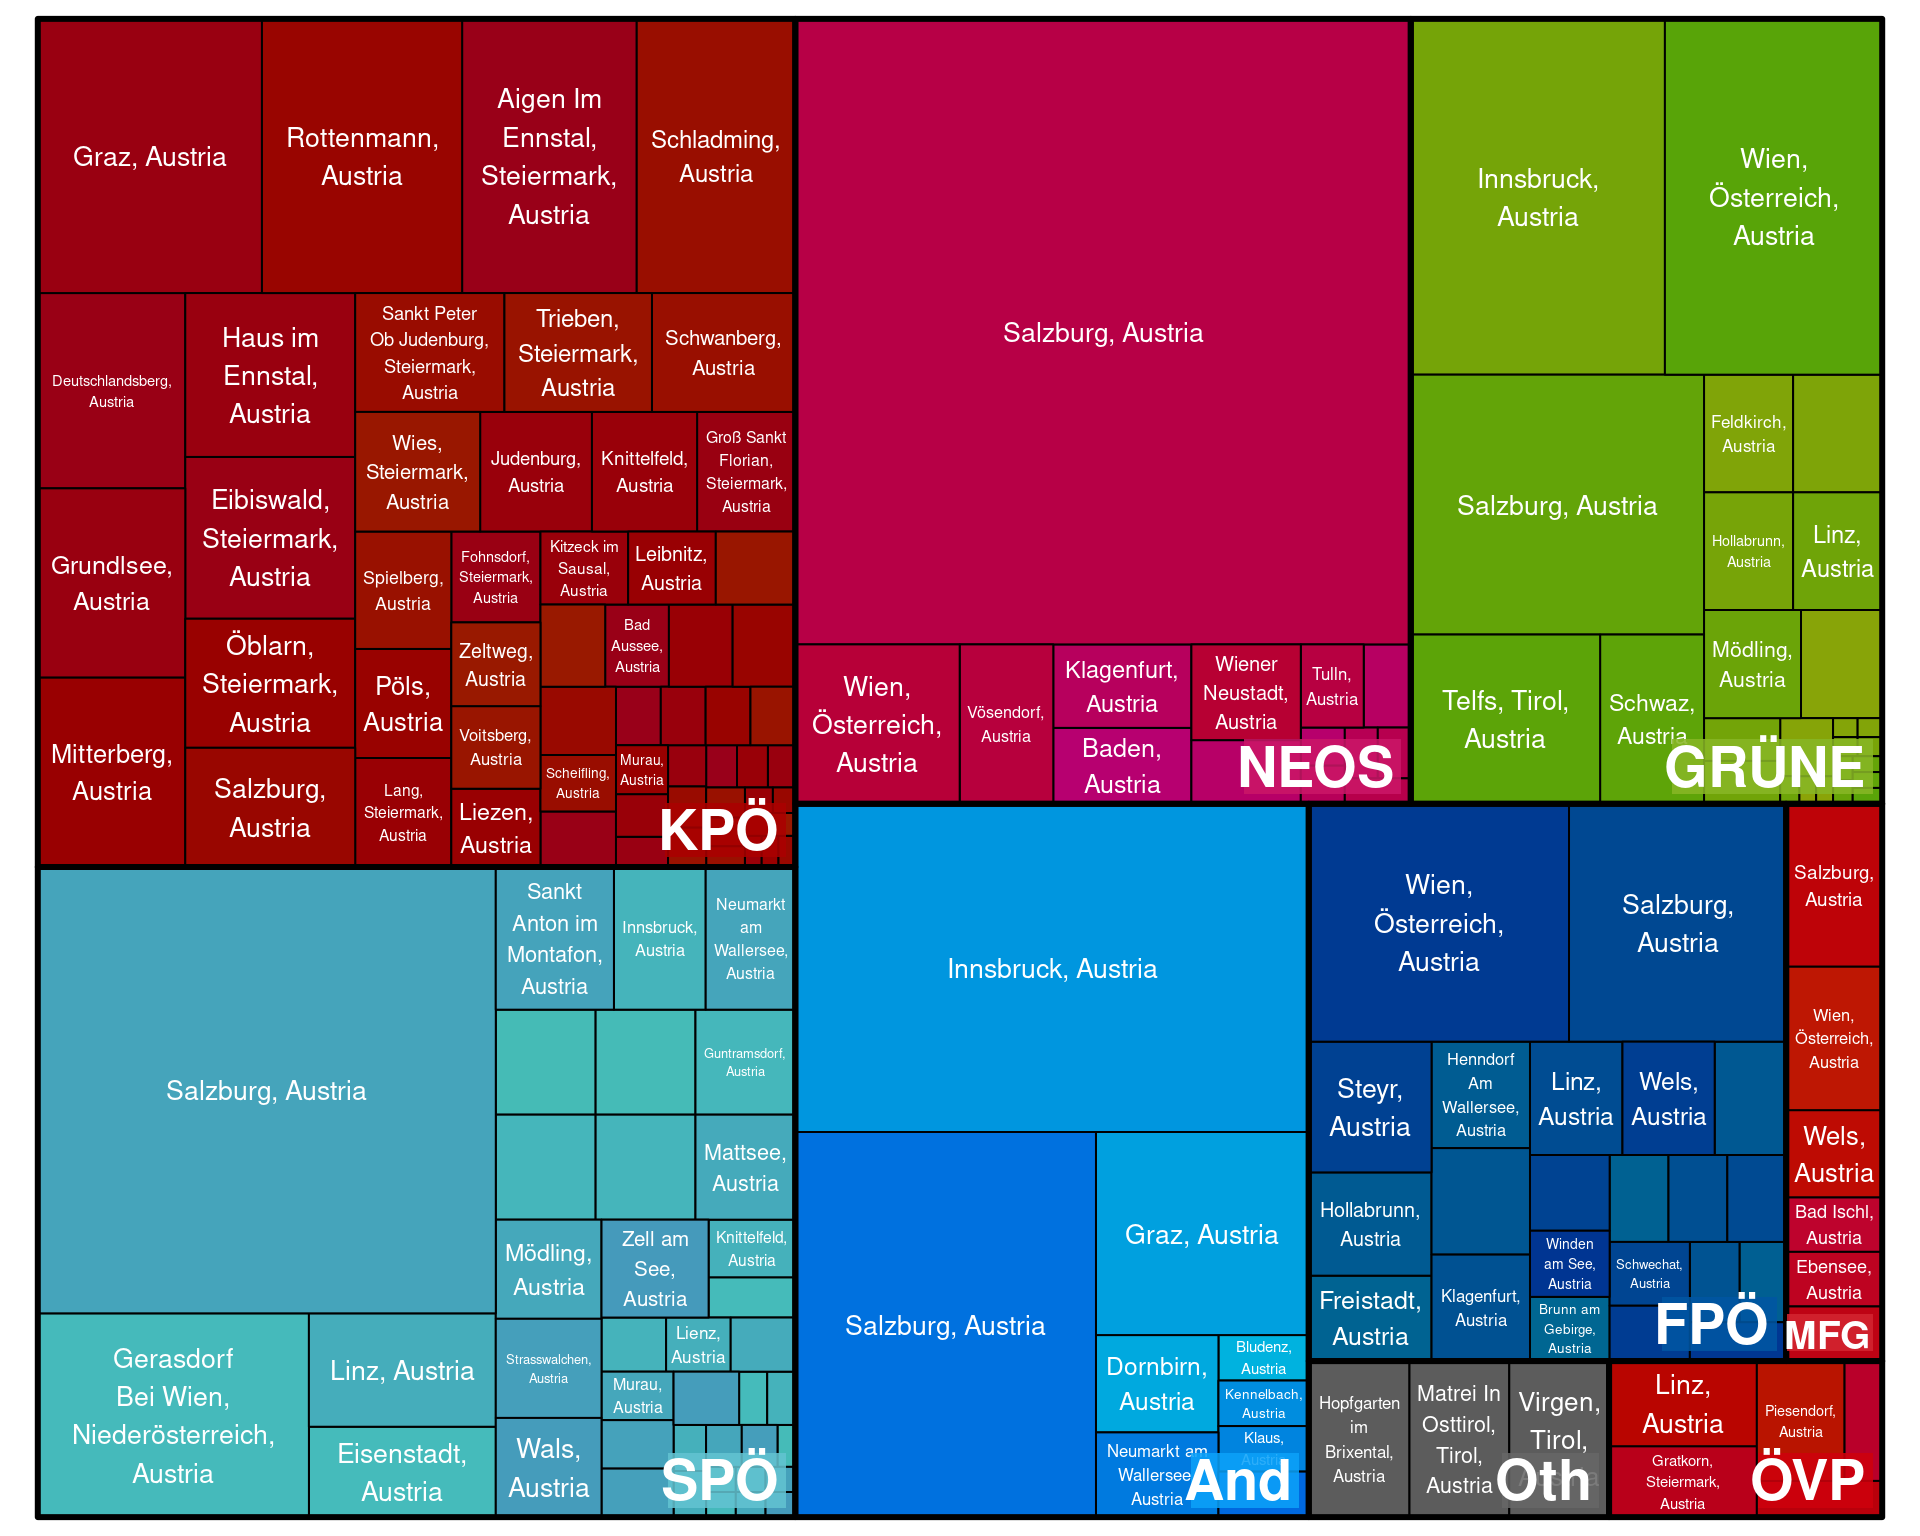 Graz, Austria
Rottenmann,
Austria
Aigen Im
Ennstal,
Steiermark,
Austria
Schladming,
Austria
Deutschlandsberg,
Austria
Haus im
Ennstal,
Austria
Sankt Peter
Ob Judenburg,
Steiermark,
Austria
Trieben,
Steiermark,
Austria
Schwanberg,
Austria
Wies,
Steiermark,
Austria
Judenburg,
Austria
Knittelfeld,
Austria
Groß Sankt
Florian,
Steiermark,
Austria
Grundlsee,
Austria
Eibiswald,
Steiermark,
Austria
Spielberg,
Austria
Fohnsdorf,
Steiermark,
Austria
Kitzeck im
Sausal,
Austria
Leibnitz,
Austria
Bad
Aussee,
Austria
Öblarn,
Steiermark,
Austria
Zeltweg,
Austria
Pöls,
Austria
Mitterberg,
Austria
Voitsberg,
Austria
Scheifling,
Austria
Murau,
Austria
Salzburg,
Austria
Lang,
Steiermark,
Austria
Liezen,
Austria
KPÖ
Salzburg, Austria
Wien,
Österreich,
Austria
Vösendorf,
Austria
Klagenfurt,
Austria
Baden,
Austria
Wiener
Neustadt,
Austria
Tulln,
Austria
NEOS
Innsbruck,
Austria
Wien,
Österreich,
Austria
Salzburg, Austria
Feldkirch,
Austria
Hollabrunn,
Austria
Linz,
Austria
Mödling,
Austria
Telfs, Tirol,
Austria
Schwaz,
Austria
GRÜNE
Salzburg, Austria
Sankt
Anton im
Montafon,
Austria
Innsbruck,
Austria
Neumarkt
am
Wallersee,
Austria
Guntramsdorf,
Austria
Mattsee,
Austria
Mödling,
Austria
Zell am
See,
Austria
Knittelfeld,
Austria
Strasswalchen,
Austria
Lienz,
Austria
Murau,
Austria
Gerasdorf
Bei Wien,
Niederösterreich,
Austria
Linz, Austria
Eisenstadt,
Austria
Wals,
Austria
SPÖ
Innsbruck, Austria
Salzburg, Austria
Graz, Austria
Dornbirn,
Austria
Bludenz,
Austria
Kennelbach,
Austria
Neumarkt am
Wallersee
Austria
Klaus,
Austria
And
Wien,
Österreich,
Austria
Salzburg,
Austria
Steyr,
Austria
Henndorf
Am
Wallersee,
Austria
Linz,
Austria
Wels,
Austria
Hollabrunn,
Austria
Winden
am See,
Austria
Schwechat,
Austria
Freistadt,
Austria
Klagenfurt,
Austria
Brunn am
Gebirge,
Austria
FPÖ
Salzburg,
Austria
Wien,
Österreich,
Austria
Wels,
Austria
Bad Ischl,
Austria
Ebensee,
Austria
MFG
Hopfgarten
im
Brixental,
Austria
Matrei In
Osttirol,
Tirol,
Austria
Virgen,
Tirol,
Austria
Oth
Linz,
Austria
Piesendorf,
Austria
Gratkorn,
Steiermark,
Austria
ÖVP